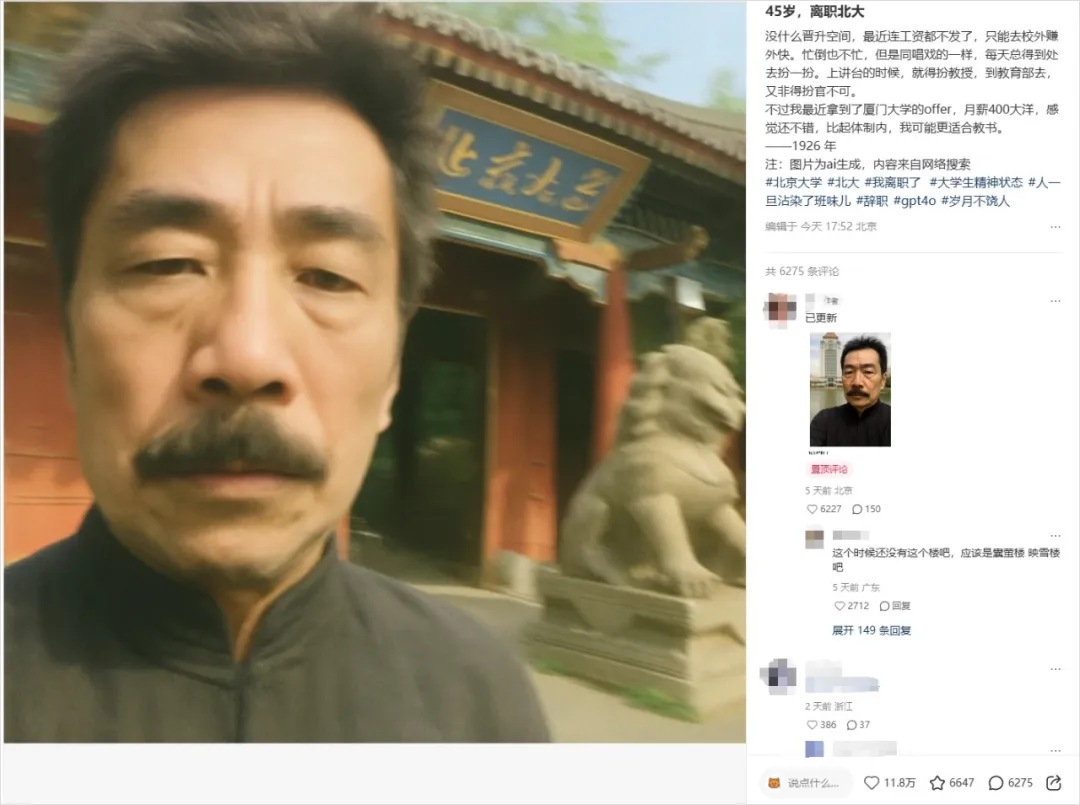 北京大学
45岁，离职北大
没什么晋升空间，最近连工资都不发了，只能去校外赚
外快。忙倒也不忙，但是同唱戏的一样，每天总得到处
去扮一扮。上讲台的时候，就得扮教授，到教育部去，
又非得扮官不可。
不过我最近拿到了厦门大学的offer，月薪400大洋，感
觉还不错，比起体制内，我可能更适合教书。
——1926 年
注：图片为ai生成，内容来自网络搜索
#北京大学 #北大 #我离职了 #大学生精神状态 #人一
旦沾染了班味儿 #辞职 #gpt4o #岁月不饶人
编辑于 今天 17:52 北京
共 6275 条评论
已更新
置顶评论
5 天前 北京
6227 150
这个时候还没有这个楼吧，应该是囊萤楼 映雪楼
吧
5 天前 广东
2712 回复
展开 149 条回复
2 天前 浙江
386 37
说点什么... 11.8万 6647 6275